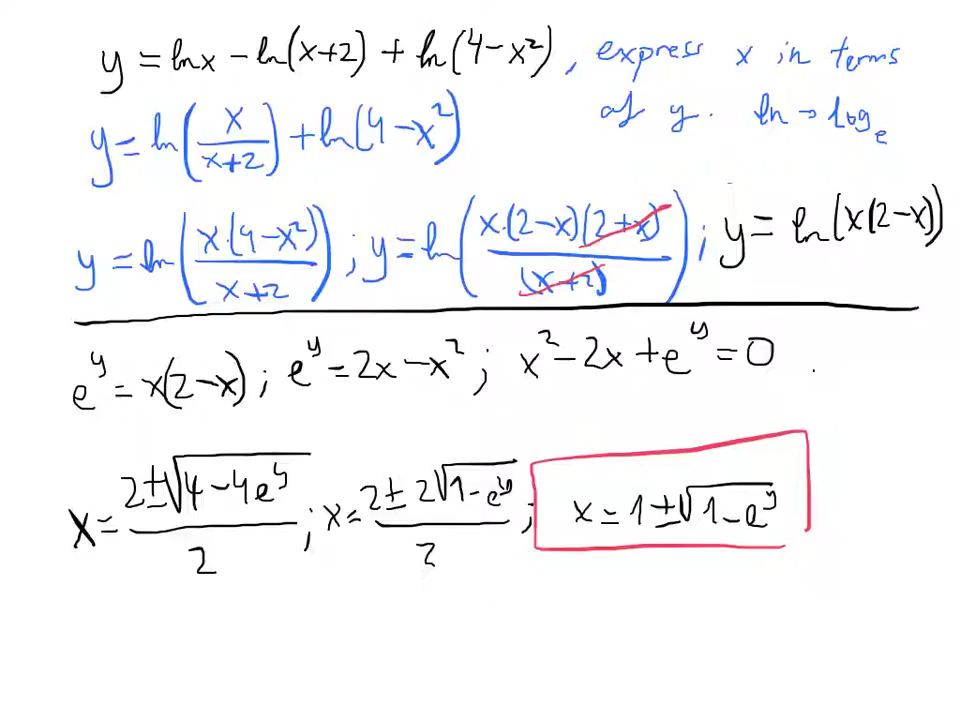 y = ln x − ln(x+2) + ln(4−x²), express x in terms
of y. ln → log_e
y = ln(x/(x+2)) + ln(4−x²)
y = ln(x·(4−x²)/(x+2)) ; y = ln(x·(2−x)(2+x)/(x+2)) ; y = ln(x(2−x))
e^y = x(2−x) ; e^y = 2x − x² ; x² − 2x + e^y = 0
x = (2 ± √(4 − 4e^y))/2 ; x = (2 ± 2√(1 − e^y))/2 ; x = 1 ± √(1 − e^y)